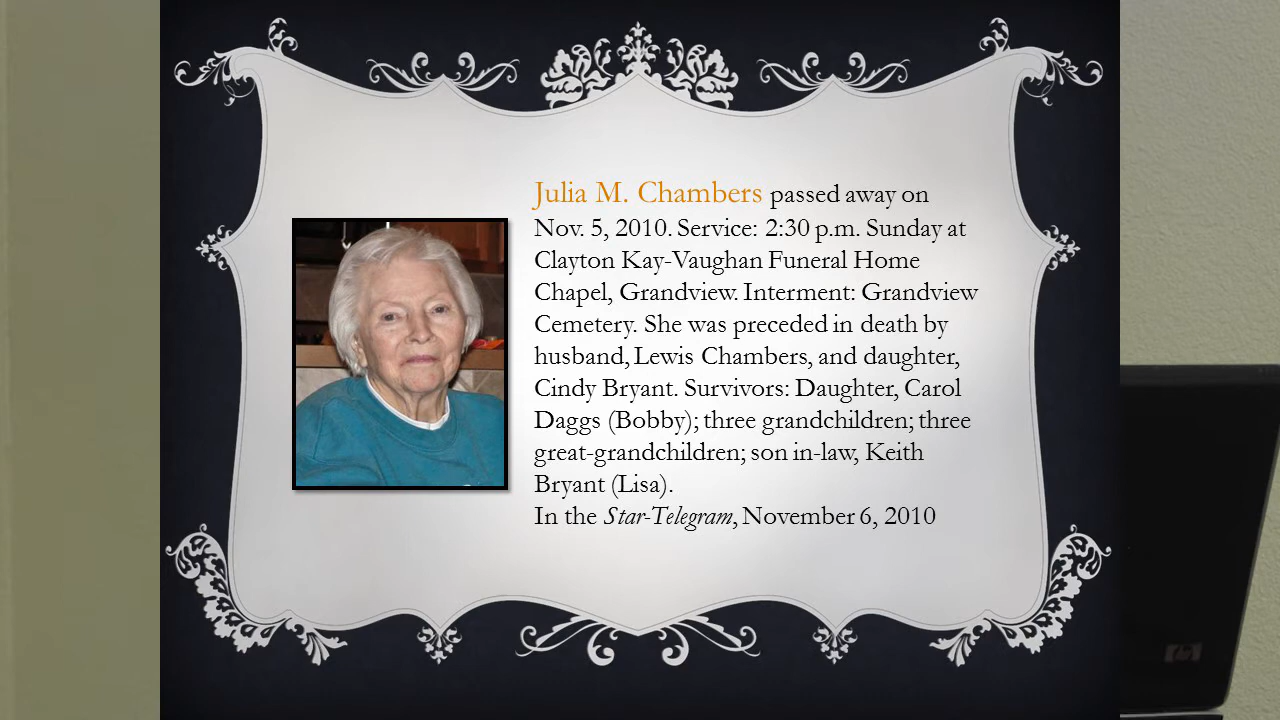 Julia M. Chambers passed away on
Nov. 5, 2010. Service: 2:30 p.m. Sunday at
Clayton Kay-Vaughan Funeral Home
Chapel, Grandview. Interment: Grandview
Cemetery. She was preceded in death by
husband, Lewis Chambers, and daughter,
Cindy Bryant. Survivors: Daughter, Carol
Daggs (Bobby); three grandchildren; three
great-grandchildren; son in-law, Keith
Bryant (Lisa).
In the Star-Telegram, November 6, 2010
hp